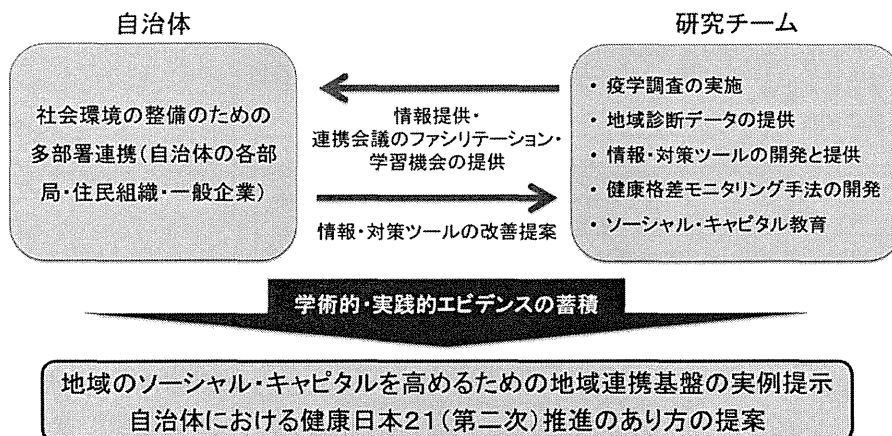 自治体
社会環境の整備のための
多部署連携(自治体の各部
局・住民組織・一般企業)
情報提供・
連携会議のファシリテーション・
学習機会の提供
情報・対策ツールの改善提案
研究チーム
・ 疫学調査の実施
・ 地域診断データの提供
・ 情報・対策ツールの開発と提供
・ 健康格差モニタリング手法の開発
・ ソーシャル・キャピタル教育
学術的・実践的エビデンスの蓄積
地域のソーシャル・キャピタルを高めるための地域連携基盤の実例提示
自治体における健康日本21(第二次)推進のあり方の提案